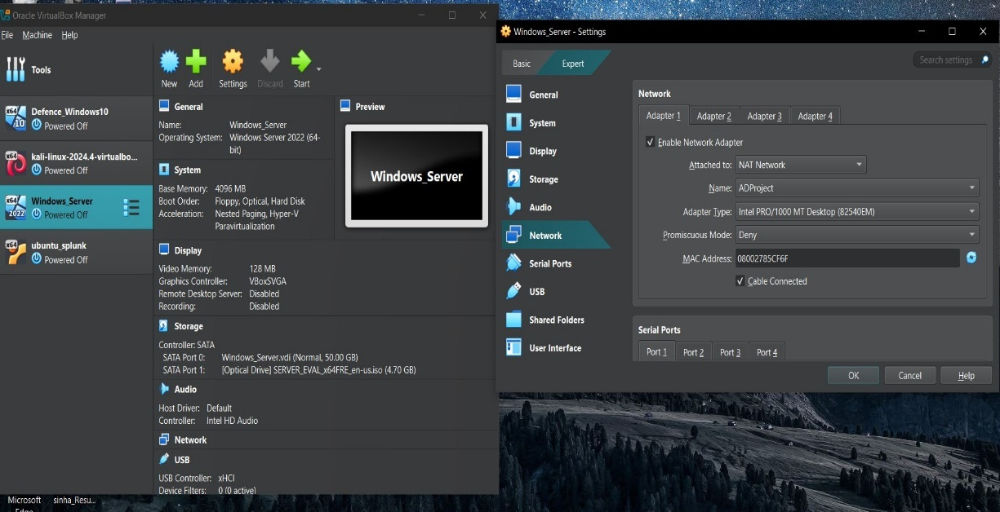 Oracle VirtualBox Manager
File Machine Help
Tools
New Add Settings Discard Start
Defence_Windows10
Powered Off
kali-linux-2024.4-virtualbo...
Powered Off
Windows_Server
Powered Off
ubuntu_splunk
Powered Off
General
Name: Windows_Server
Operating System: Windows Server 2022 (64-
bit)
System
Base Memory: 4096 MB
Boot Order: Floppy, Optical, Hard Disk
Acceleration: Nested Paging, Hyper-V
Paravirtualization
Preview
Windows_Server
Display
Video Memory: 128 MB
Graphics Controller: VBoxSVGA
Remote Desktop Server: Disabled
Recording: Disabled
Storage
Controller: SATA
SATA Port 0: Windows_Server.vdi (Normal, 50.00 GB)
SATA Port 1: [Optical Drive] SERVER_EVAL_x64FRE_en-us.iso (4.70 GB)
Audio
Host Driver: Default
Controller: Intel HD Audio
Network
USB
USB Controller: xHCI
Device Filters: 0 (0 active)
Microsoft
Edge
sinha_Resu...
Windows_Server - Settings
Basic Expert
Search settings
General
System
Display
Storage
Audio
Network
Serial Ports
USB
Shared Folders
User Interface
Network
Adapter 1 Adapter 2 Adapter 3 Adapter 4
Enable Network Adapter
Attached to: NAT Network
Name: ADProject
Adapter Type: Intel PRO/1000 MT Desktop (82540EM)
Promiscuous Mode: Deny
MAC Address: 08002785CF6F
Cable Connected
Serial Ports
Port 1 Port 2 Port 3 Port 4
OK Cancel Help
x64
10
x64
x64
2022
x64